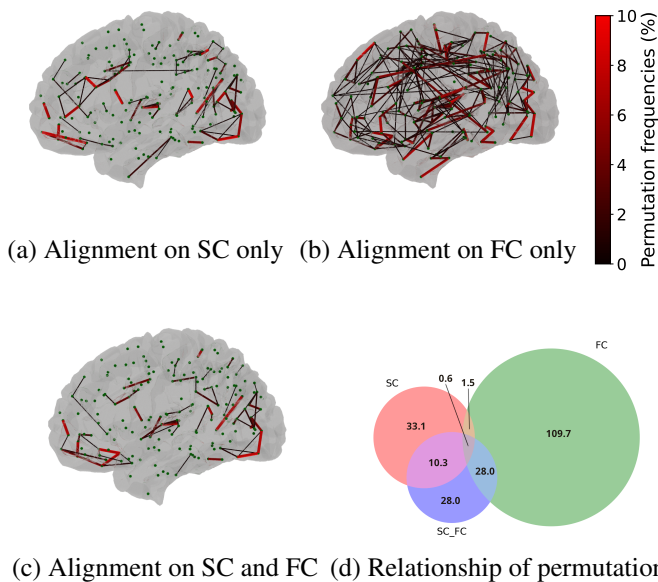 10
8
6
4
2
0
Permutation frequencies (%)
(a) Alignment on SC only
(b) Alignment on FC only
FC
SC
0.6
1.5
33.1
109.7
10.3
28.0
28.0
SC_FC
(c) Alignment on SC and FC
(d) Relationship of permutation